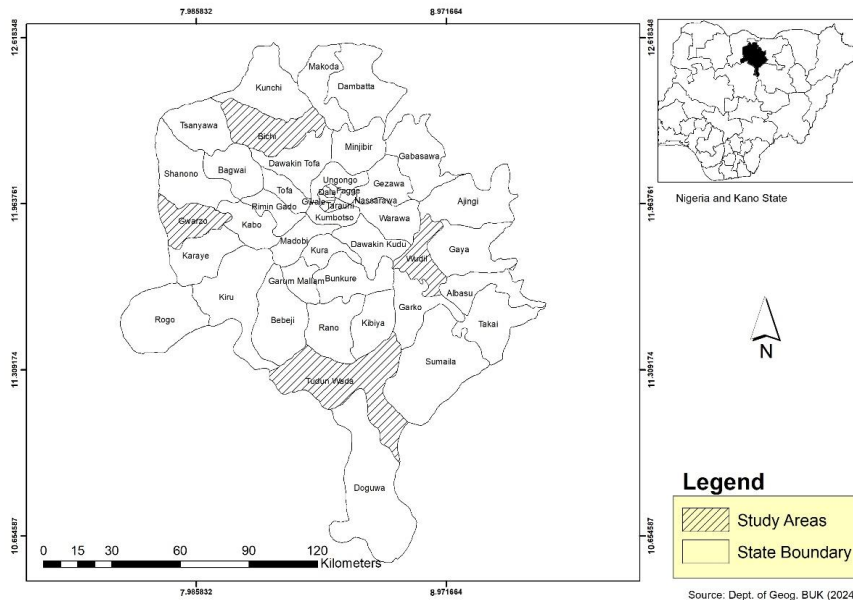 7.985832 8.971664
12.618348 12.618348
Makoda
Kunchi Dambatta
Tsanyawa
Bichi
Minjibir
Gabasawa
Dawakin Tofa
Shanono Bagwai
Ungongo
Gezawa
Tofa Dala Fagge
Rimin Gado Gwale Nassarawa Ajingi
Tarauni
11.963761 11.963761
Gwarzo Kabo Kumbotso Warawa
Madobi Dawakin Kudu
Karaye Kura Wudil Gaya
Garum Mallam Bunkure
Kiru Albasu
Garko
Rogo Bebeji Rano Kibiya Takai
Sumaila
11.309174 11.309174
Tudun Wada
Doguwa
10.654587 10.654587
0 15 30 60 90 120
Kilometers
7.985832 8.971664
Nigeria and Kano State
N
Legend
Study Areas
State Boundary
Source: Dept. of Geog. BUK (2024